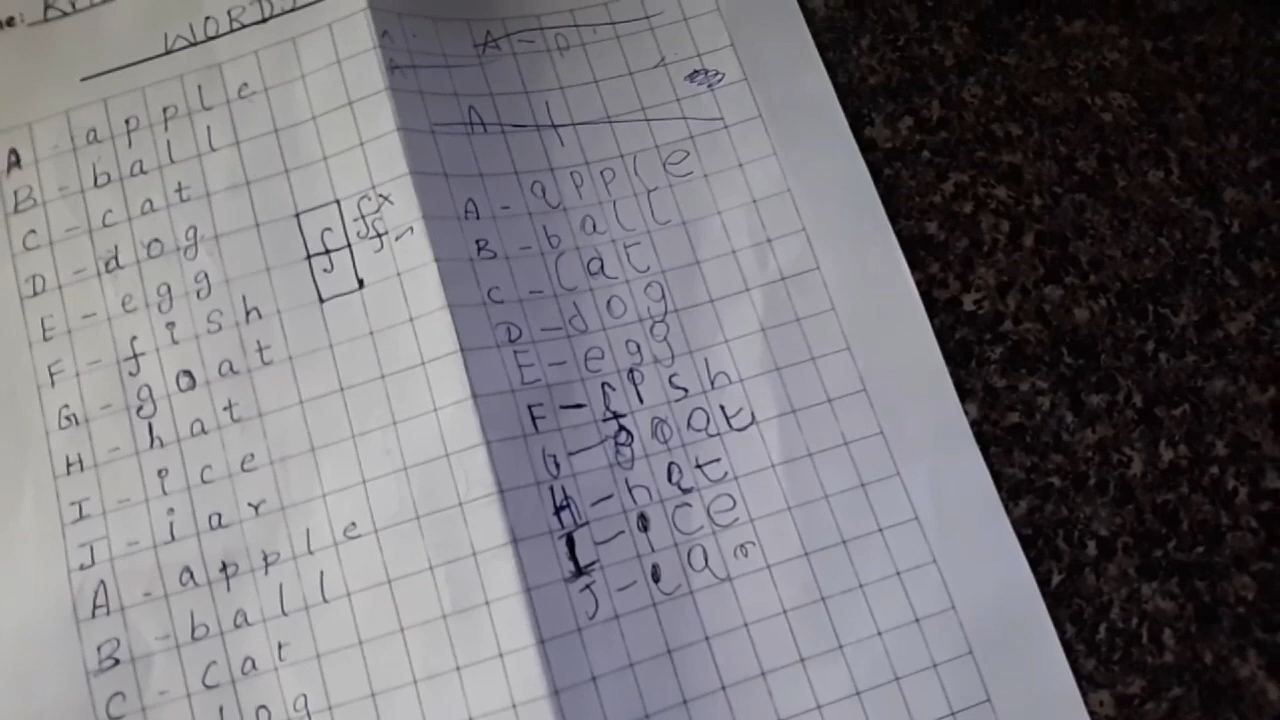 WORDS
A - apple
B - ball
C - cat
D - dog
E - egg
F - fish
G - goat
H - hat
I - ice
J - jar
A - apple
B - ball
C - cat
f fx
f f
A - p
A - 
A - apple
B - ball
C - cat
D - dog
E - egg
F - fish
G - goat
H - hat
I - ice
J - jar